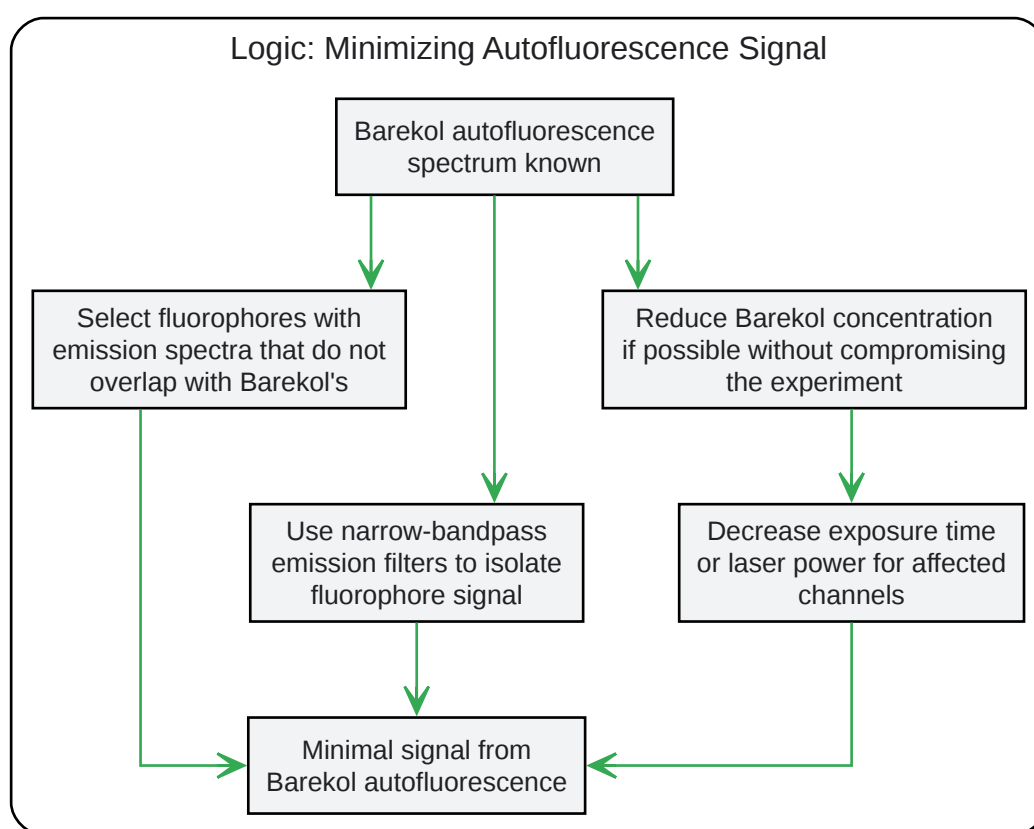 Logic: Minimizing Autofluorescence Signal
Barekol autofluorescence
spectrum known
Select fluorophores with
emission spectra that do not
overlap with Barekol's
Reduce Barekol concentration
if possible without compromising
the experiment
Use narrow-bandpass
emission filters to isolate
fluorophore signal
Decrease exposure time
or laser power for affected
channels
Minimal signal from
Barekol autofluorescence